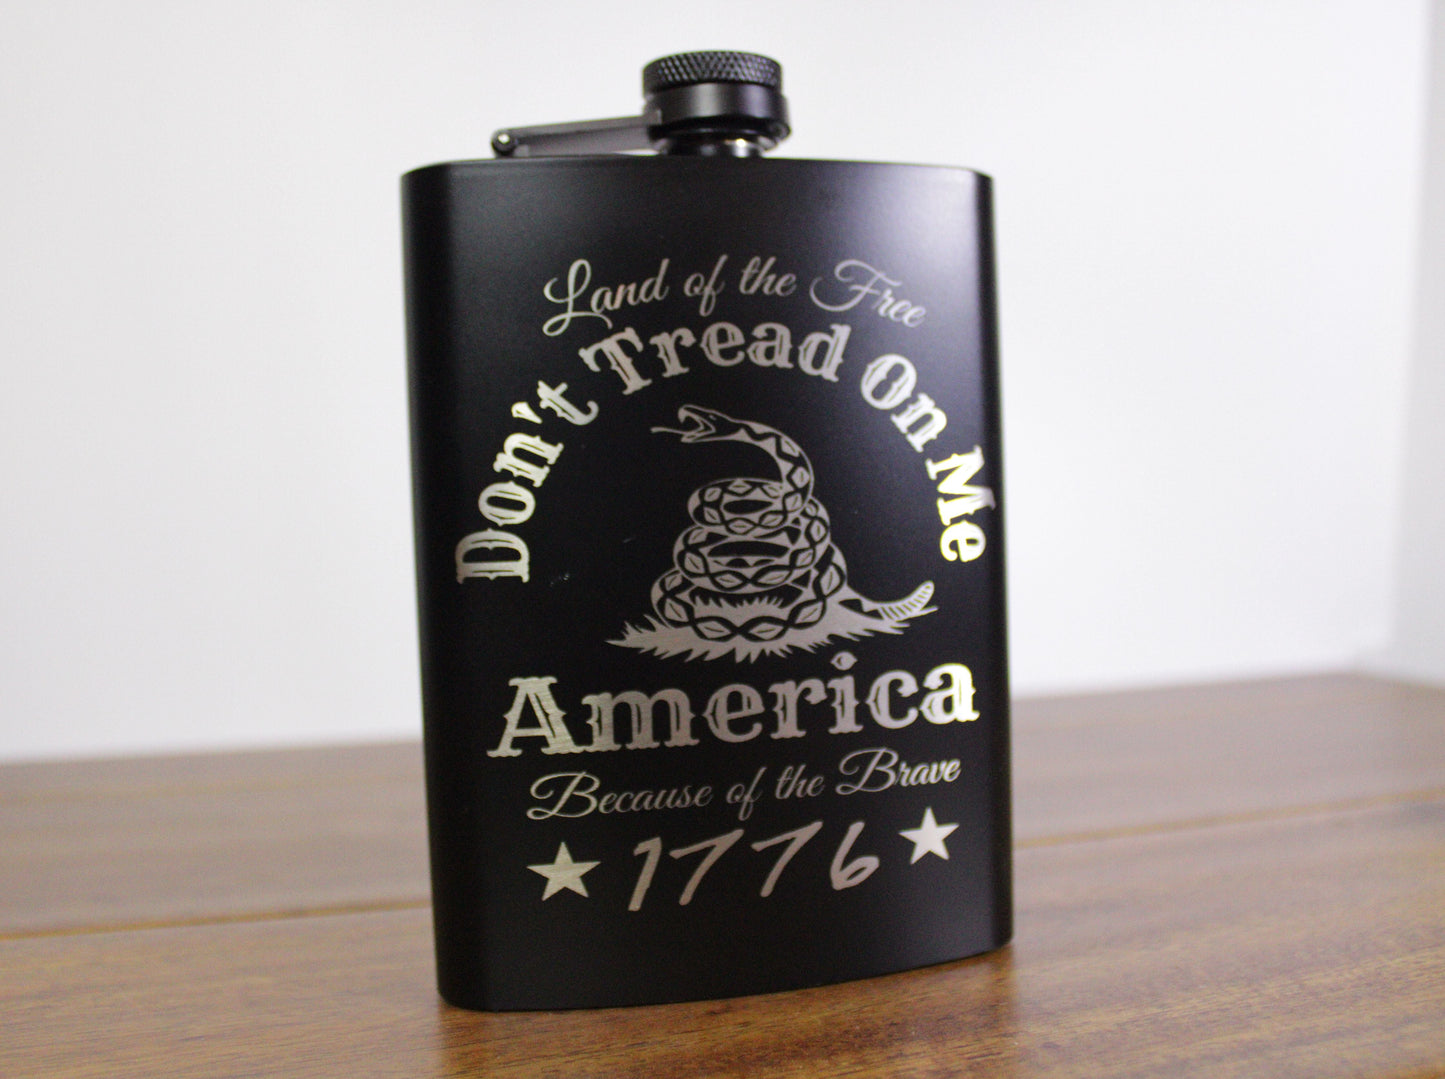 Land of the Free
Don't Tread On Me
America
Because of the Brave
1776